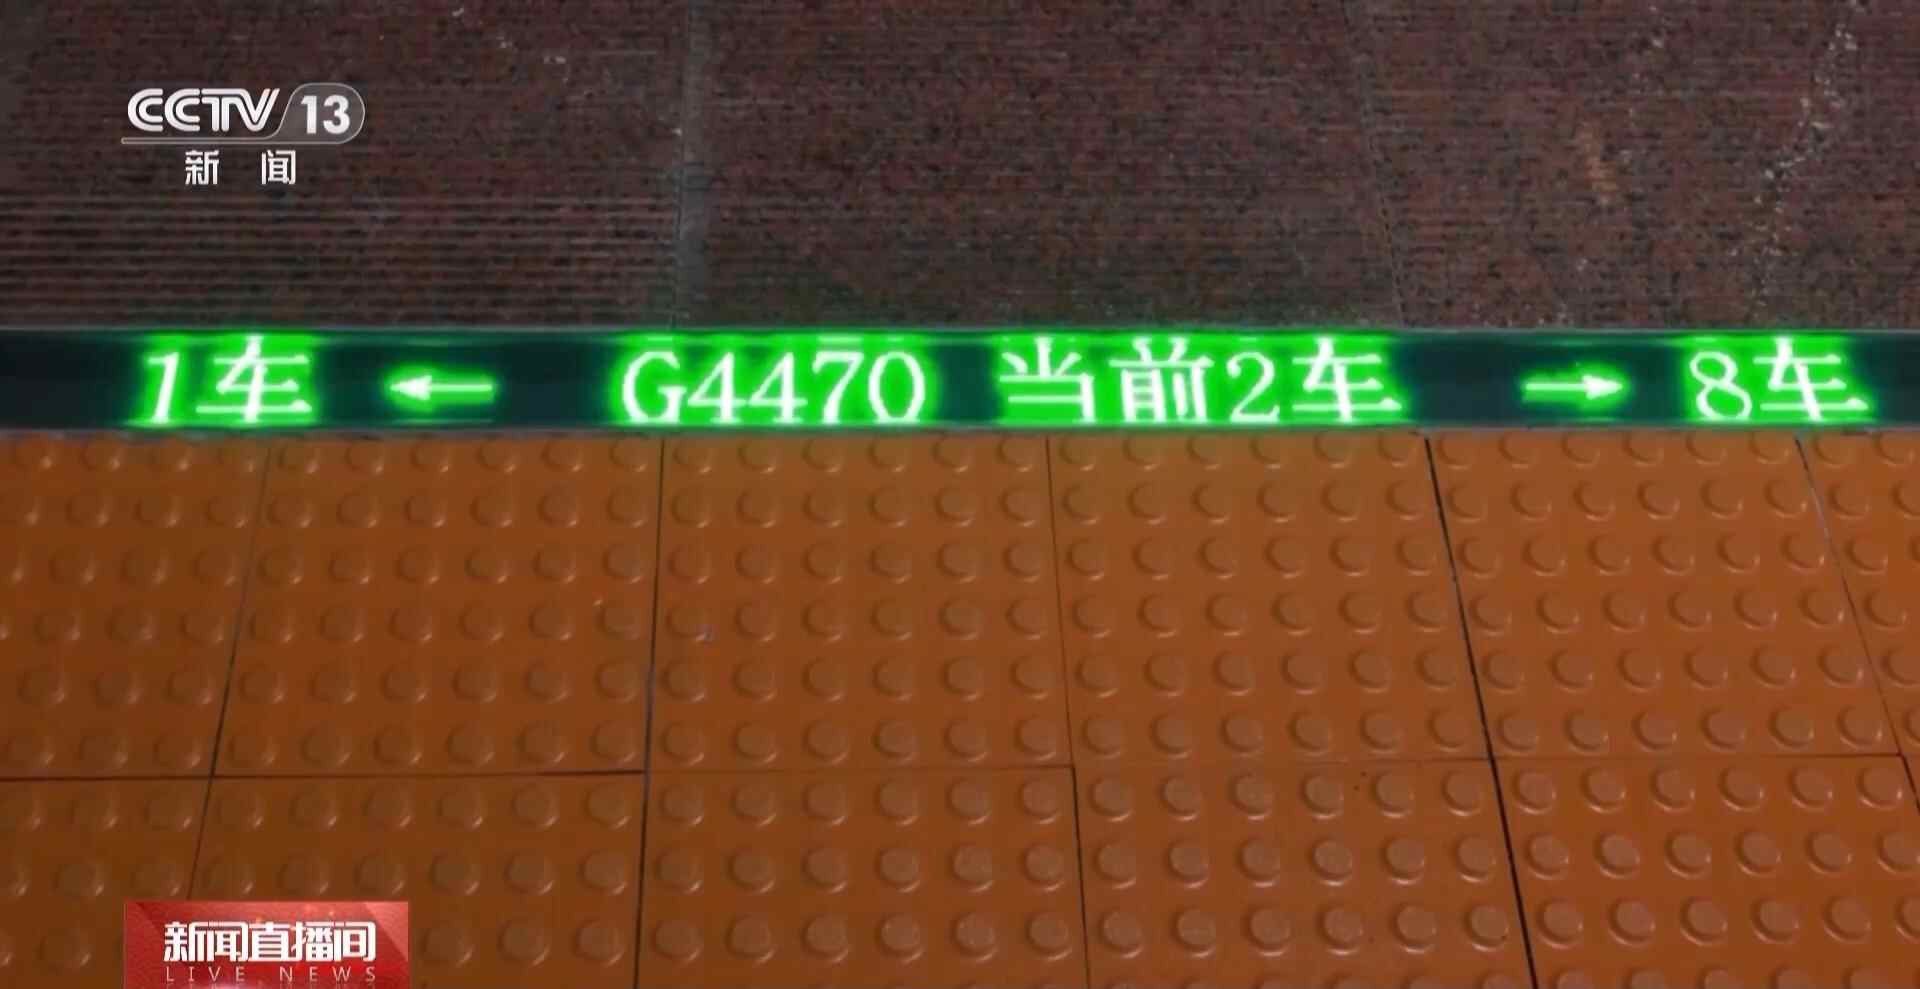 CCTV 13
新闻
1车 ← G4470 当前2车 → 8车
新闻直播间
LIVE NEWS